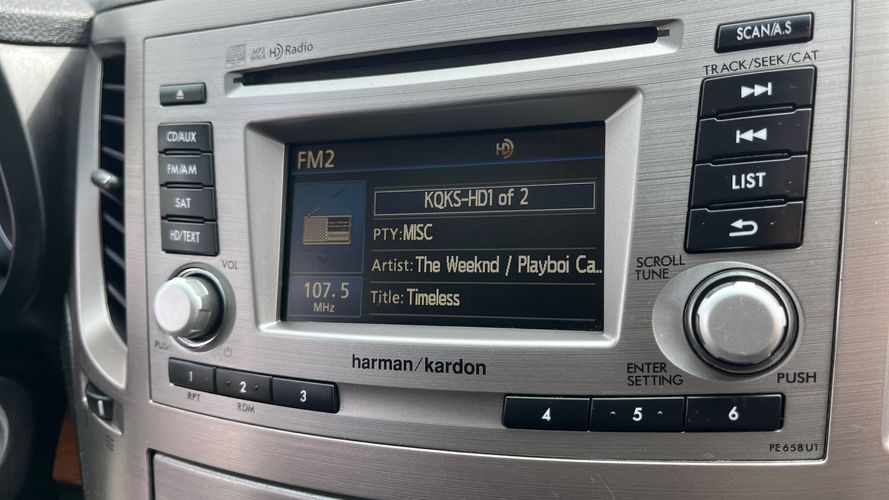 MP3
WMA
HD Radio
SCAN/A.S
TRACK/SEEK/CAT
CD/AUX
FM/AM
SAT
HD/TEXT
FM2
HD
KQKS-HD1 of 2
PTY:MISC
Artist: The Weeknd / Playboi Ca..
107.5
MHz
Title: Timeless
LIST
SCROLL
TUNE
VOL
PUSH
harman/kardon
ENTER
SETTING
PUSH
1
2
3
RPT
RDM
4
5
6
PE658U1